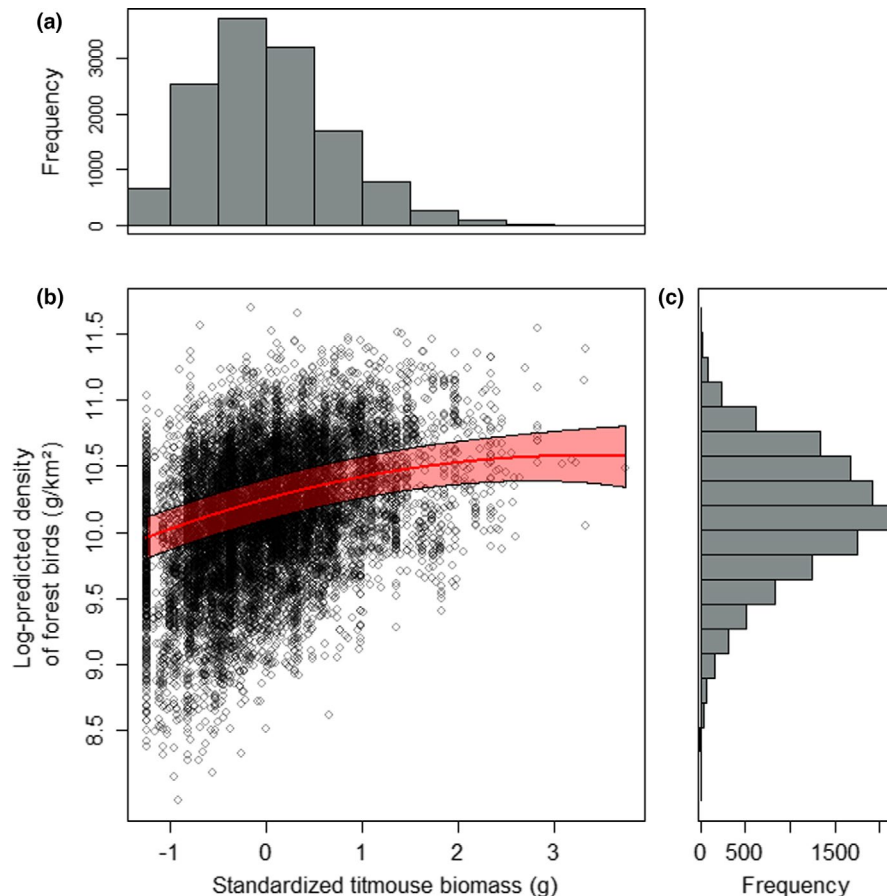 (a)
Frequency
3000
2000
1000
0
(b)
Log-predicted density
of forest birds (g/km²)
11.5
11.0
10.5
10.0
9.5
9.0
8.5
-1 0 1 2 3
Standardized titmouse biomass (g)
(c)
0 500 1500
Frequency